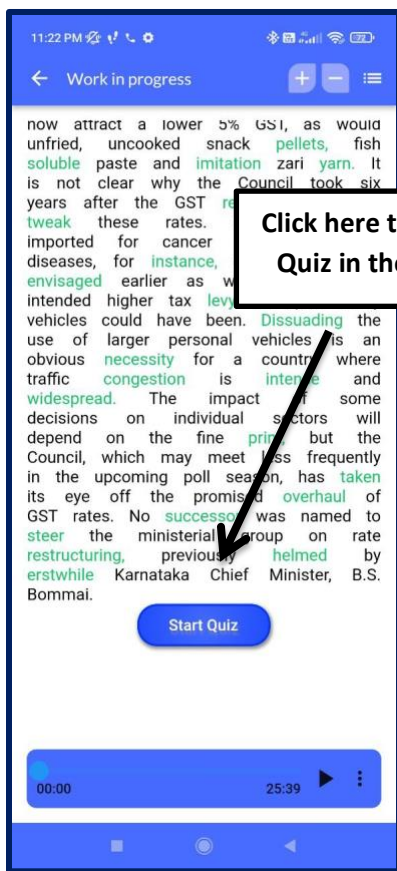 11:22 PM
72
Work in progress
now attract a lower 5% GST, as would
unfried, uncooked snack pellets, fish
soluble paste and imitation zari yarn. It
is not clear why the Council took six
years after the GST
tweak these rates.
imported for cancer
diseases, for instance,
envisaged earlier as
intended higher tax levy
vehicles could have been. Dissuading the
use of larger personal vehicles is an
obvious necessity for a country where
traffic congestion is intense and
widespread. The impact of some
decisions on individual sectors will
depend on the fine print, but the
Council, which may meet less frequently
in the upcoming poll season, has taken
its eye off the promised overhaul of
GST rates. No successor was named to
steer the ministerial group on rate
restructuring, previously helmed by
erstwhile Karnataka Chief Minister, B.S.
Bommai.
Click here t
Quiz in the
Start Quiz
00:00 25:39